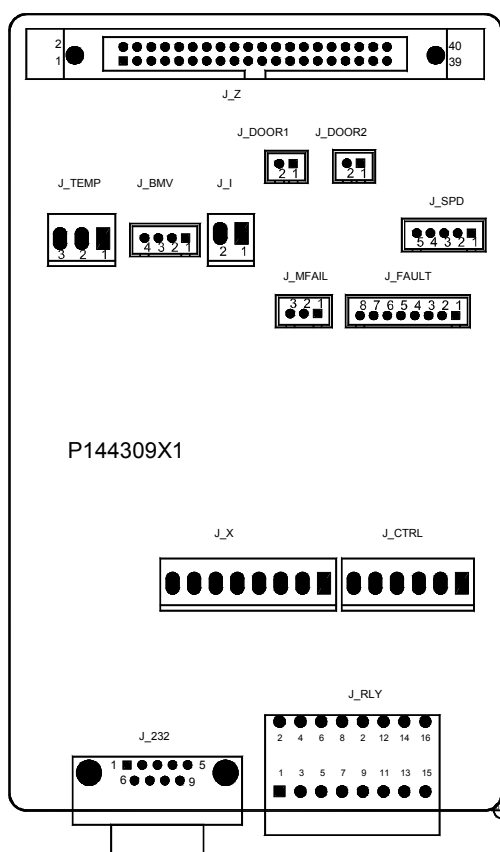 2 40
1 39
J_Z
J_DOOR1 J_DOOR2
2 1 2 1
J_TEMP J_BMV J_I
J_SPD
3 2 1 4 3 2 1 2 1 5 4 3 2 1
J_MFAIL J_FAULT
3 2 1 8 7 6 5 4 3 2 1
P144309X1
J_X J_CTRL
J_RLY
2 4 6 8 2 12 14 16
J_232
1 5 1 3 5 7 9 11 13 15
6 9